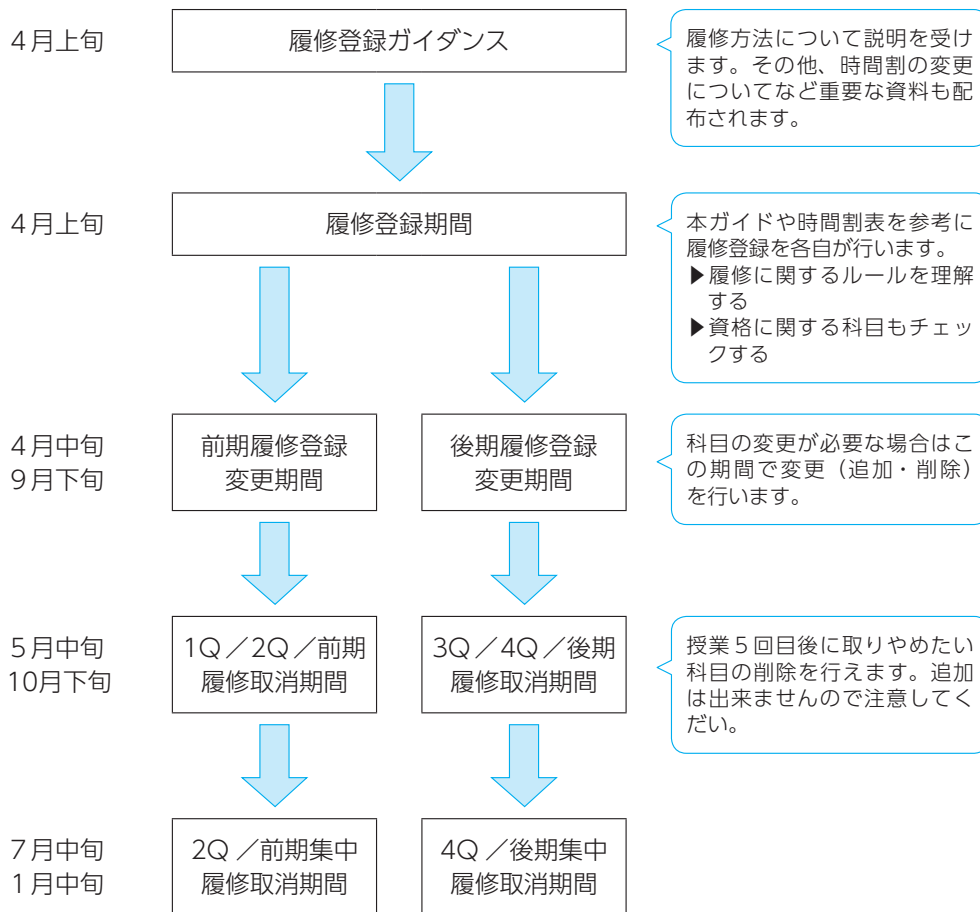 4月上旬
履修登録ガイダンス
履修方法について説明を受け
ます。その他、時間割の変更
についてなど重要な資料も配
布されます。
4月上旬
履修登録期間
本ガイドや時間割表を参考に
履修登録を各自が行います。
▶履修に関するルールを理解
する
▶資格に関する科目もチェッ
クする
4月中旬
9月下旬
前期履修登録
変更期間
後期履修登録
変更期間
科目の変更が必要な場合はこ
の期間で変更（追加・削除）
を行います。
5月中旬
10月下旬
1Q／2Q／前期
履修取消期間
3Q／4Q／後期
履修取消期間
授業5回目後に取りやめたい
科目の削除を行えます。追加
は出来ませんので注意してく
だい。
7月中旬
1月中旬
2Q／前期集中
履修取消期間
4Q／後期集中
履修取消期間